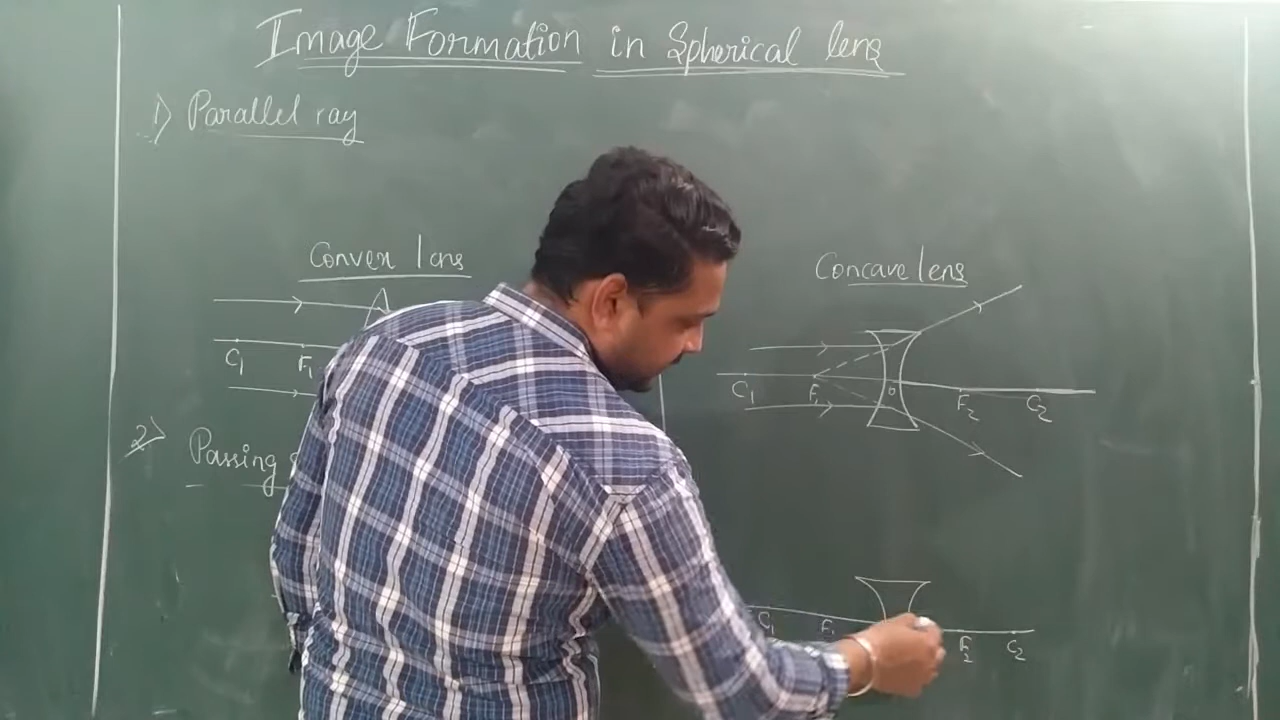 Image Formation in Spherical lens
1) Parallel ray
Convex lens
Concave lens
C₁ F₁
C₁ F₁ O F₂ C₂
2) Passing
C₁ F₁ F₂ C₂